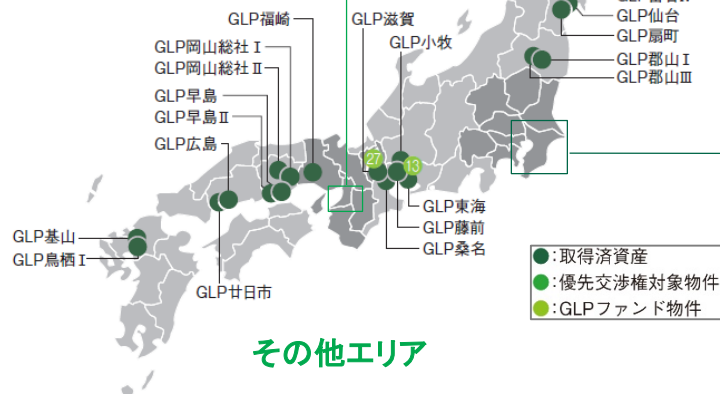 GLP福崎
GLP滋賀
GLP仙台
GLP小牧
GLP扇町
GLP岡山総社Ⅰ
GLP郡山Ⅰ
GLP岡山総社Ⅱ
GLP郡山Ⅲ
GLP早島
GLP早島Ⅱ
GLP広島
27
13
GLP東海
GLP藤前
GLP基山
GLP桑名
GLP鳥栖Ⅰ
GLP廿日市
:取得済資産
:優先交渉権対象物件
:GLPファンド物件
その他エリア